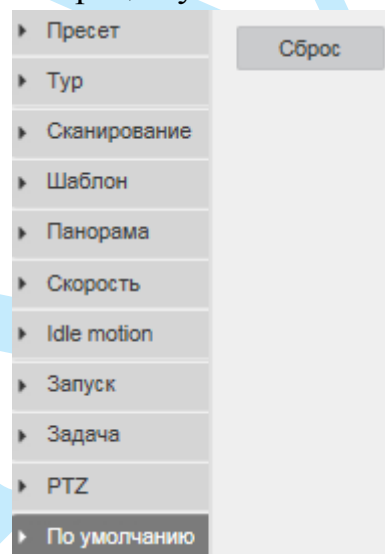 Пресет
Сброс
Тур
Сканирование
Шаблон
Панорама
Скорость
Idle motion
Запуск
Задача
PTZ
По умолчанию